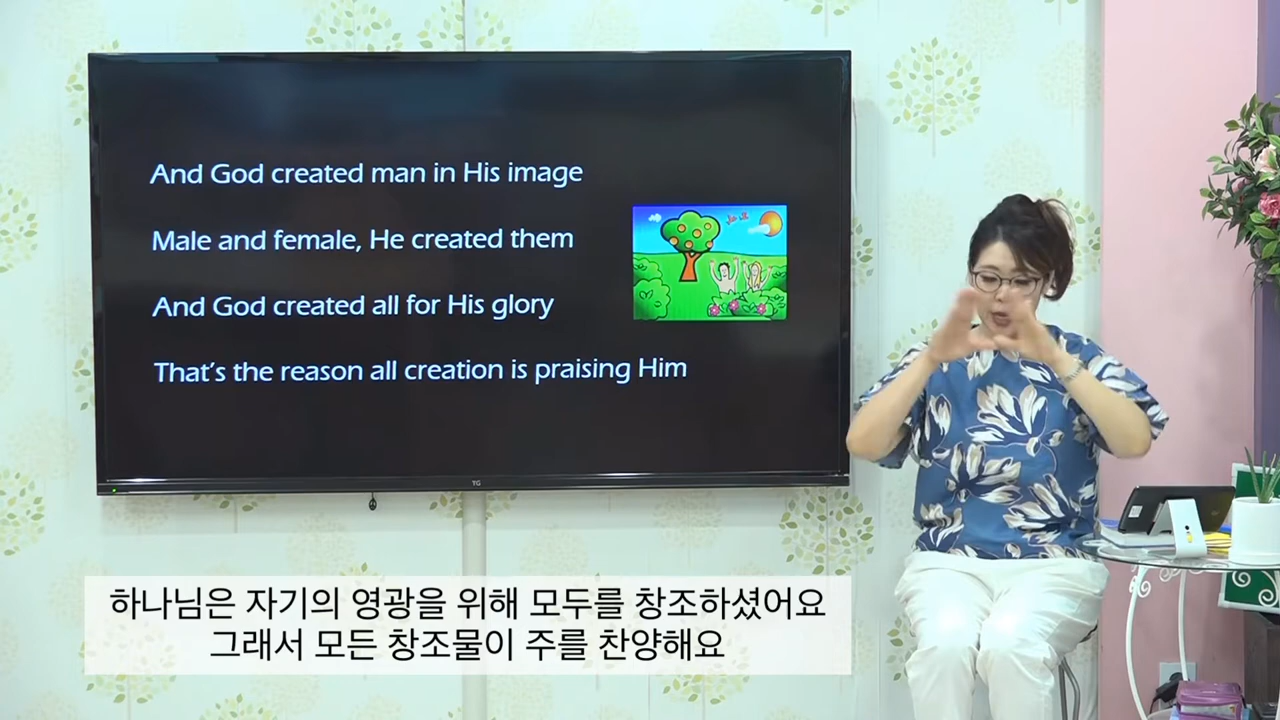 And God created man in His image
Male and female, He created them
And God created all for His glory
That's the reason all creation is praising Him
TG
하나님은 자기의 영광을 위해 모두를 창조하셨어요
그래서 모든 창조물이 주를 찬양해요